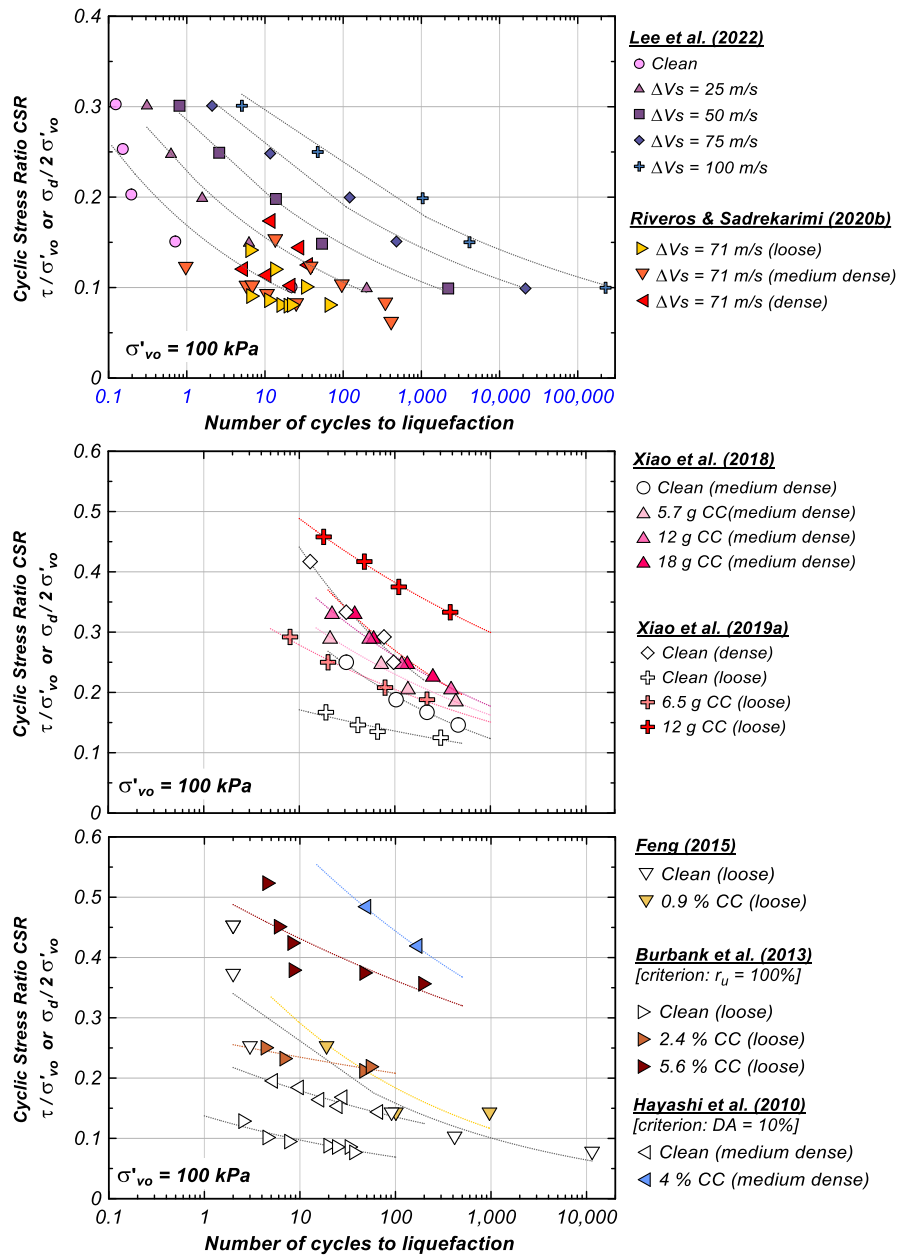 0.4
0.3
0.2
0.1
0
Cyclic Stress Ratio CSR
τ / σ'vo or σd / 2 σ'vo
σ'vo = 100 kPa
0.1 1 10 100 1,000 10,000 100,000
Number of cycles to liquefaction
Lee et al. (2022)
Clean
ΔVs = 25 m/s
ΔVs = 50 m/s
ΔVs = 75 m/s
ΔVs = 100 m/s
Riveros & Sadrekarimi (2020b)
ΔVs = 71 m/s (loose)
ΔVs = 71 m/s (medium dense)
ΔVs = 71 m/s (dense)
0.6
0.5
0.4
0.3
0.2
0.1
0
Cyclic Stress Ratio CSR
τ / σ'vo or σd / 2 σ'vo
σ'vo = 100 kPa
Xiao et al. (2018)
Clean (medium dense)
5.7 g CC(medium dense)
12 g CC (medium dense)
18 g CC (medium dense)
Xiao et al. (2019a)
Clean (dense)
Clean (loose)
6.5 g CC (loose)
12 g CC (loose)
0.6
0.5
0.4
0.3
0.2
0.1
0
Cyclic Stress Ratio CSR
τ / σ'vo or σd / 2 σ'vo
σ'vo = 100 kPa
0.1 1 10 100 1,000 10,000
Number of cycles to liquefaction
Feng (2015)
Clean (loose)
0.9 % CC (loose)
Burbank et al. (2013)
[criterion: ru = 100%]
Clean (loose)
2.4 % CC (loose)
5.6 % CC (loose)
Hayashi et al. (2010)
[criterion: DA = 10%]
Clean (medium dense)
4 % CC (medium dense)